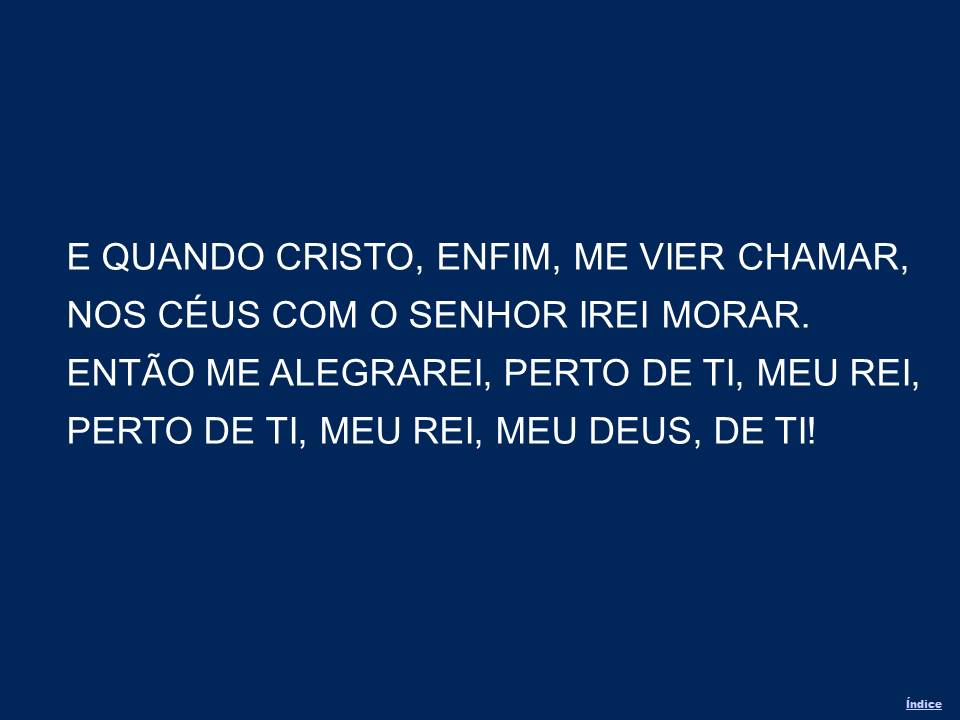 E QUANDO CRISTO, ENFIM, ME VIER CHAMAR,
NOS CÉUS COM O SENHOR IREI MORAR.
ENTÃO ME ALEGRAREI, PERTO DE TI, MEU REI,
PERTO DE TI, MEU REI, MEU DEUS, DE TI!
Índice